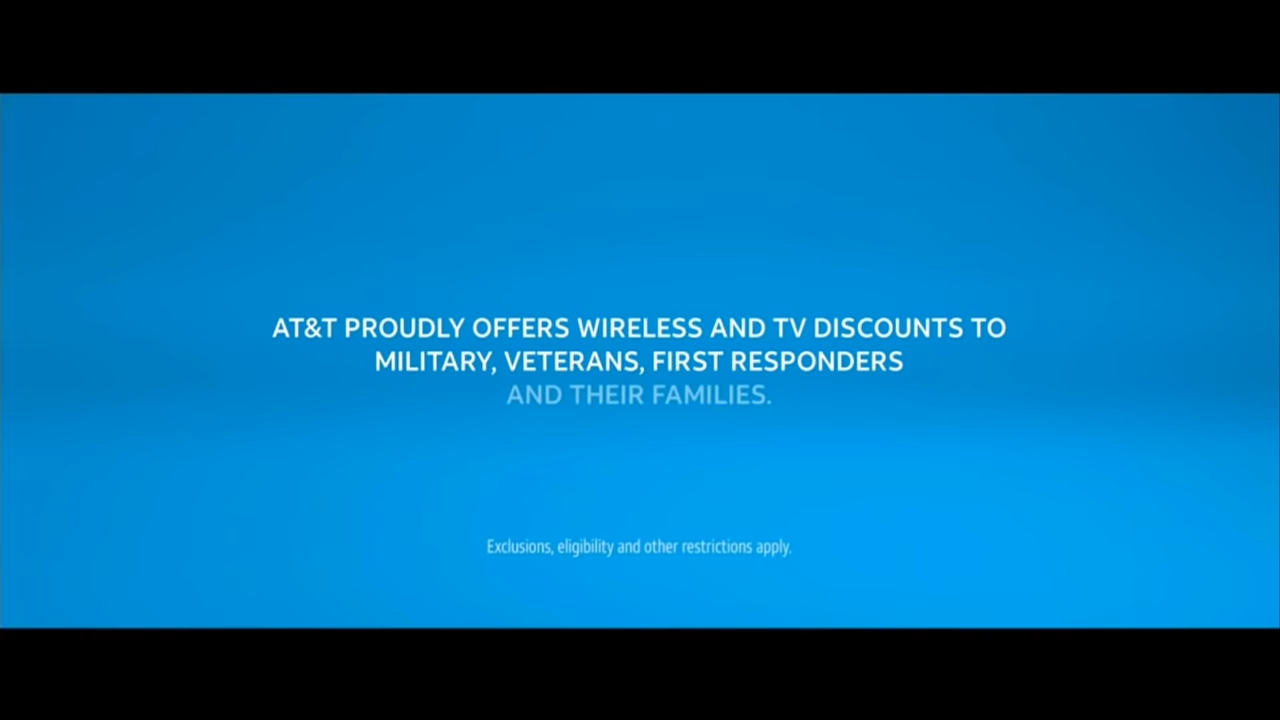 AT&T PROUDLY OFFERS WIRELESS AND TV DISCOUNTS TO
MILITARY, VETERANS, FIRST RESPONDERS
AND THEIR FAMILIES.
Exclusions, eligibility and other restrictions apply.